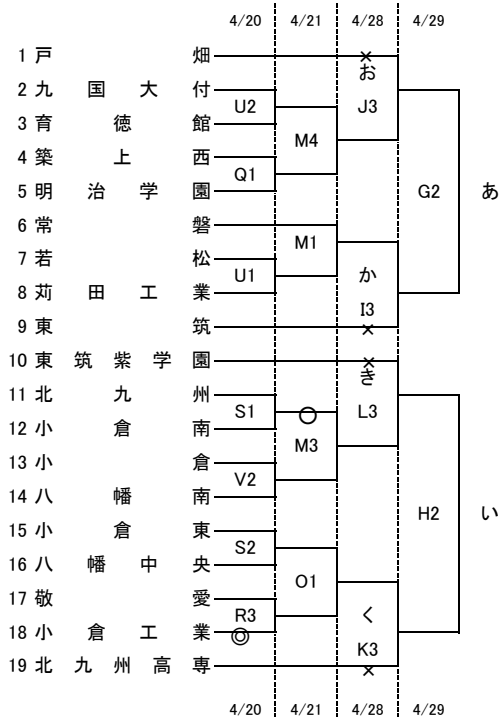 4/20 4/21 4/28 4/29
1 戸畑 ×
お
2 九国大付
U2 J3
3 育徳館
M4
4 築上西
Q1
5 明治学園 G2 あ
6 常磐
M1
7 若松
U1 か
8 苅田工業
I3
9 東筑 ×
10 東筑紫学園 ×
き
11 北九州
S1 ○ L3
12 小倉南
M3
13 小倉
V2
14 八幡南 H2 い
15 小倉東
S2
16 八幡中央
O1
17 敬愛
R3 く
18 小倉工業
◎ K3
19 北九州高専 ×
4/20 4/21 4/28 4/29